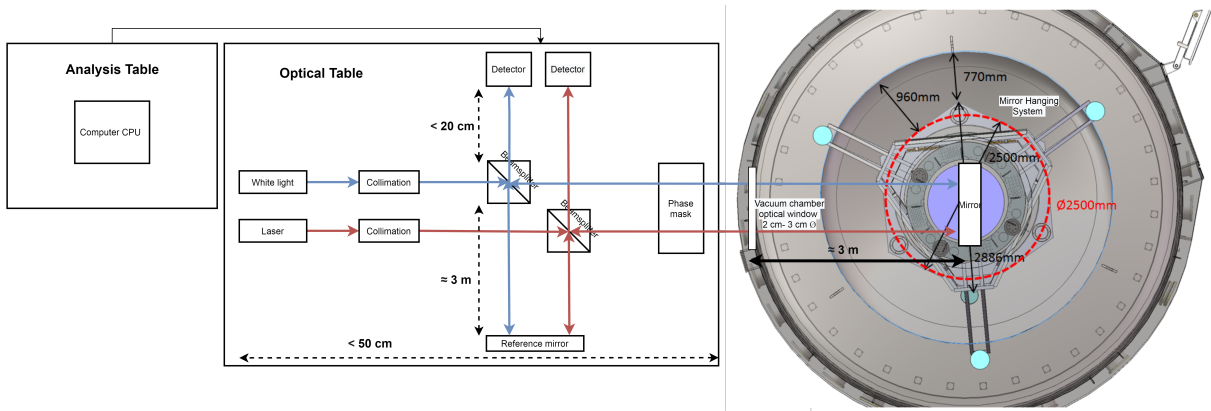 Analysis Table
Computer CPU
Optical Table
Detector
Detector
< 20 cm
White light
Collimation
Beamsplitter
Laser
Collimation
Beamsplitter
Phase
mask
≈ 3 m
Reference mirror
< 50 cm
770mm
960mm
Mirror Hanging
System
2500mm
Vacuum chamber
optical window
2 cm- 3 cm Θ
Mirror
Ø2500mm
≈ 3 m
2886mm